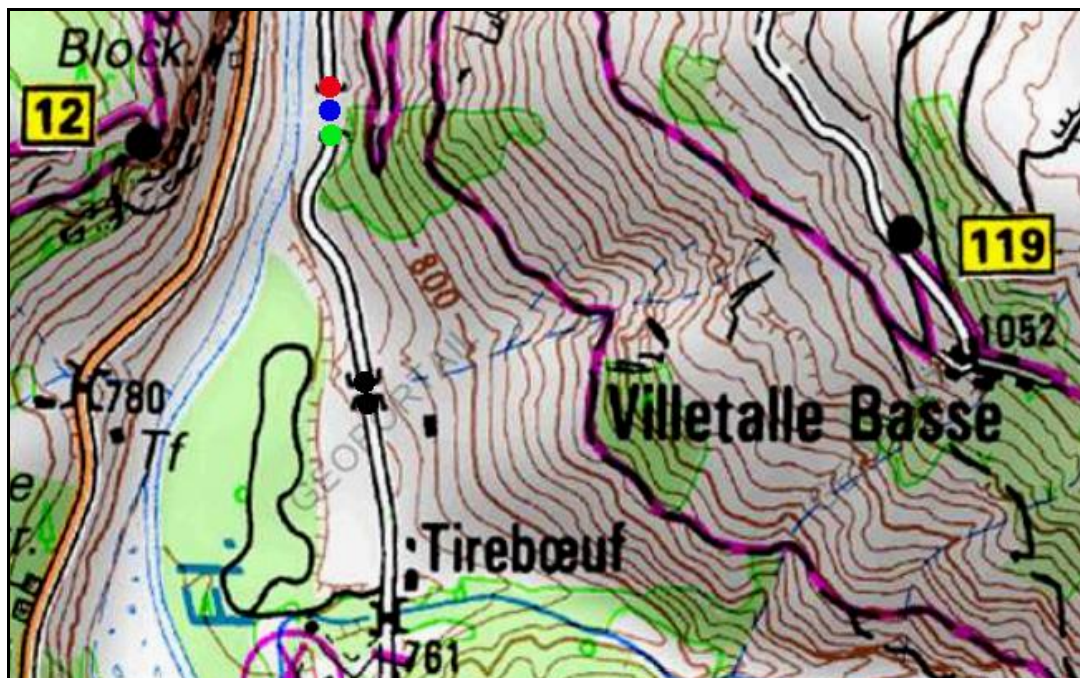 Block.
12
119
800
1052
780
Villetalle Basse
Tf
GEOPORTAIL
e
r.
Tirebœuf
761